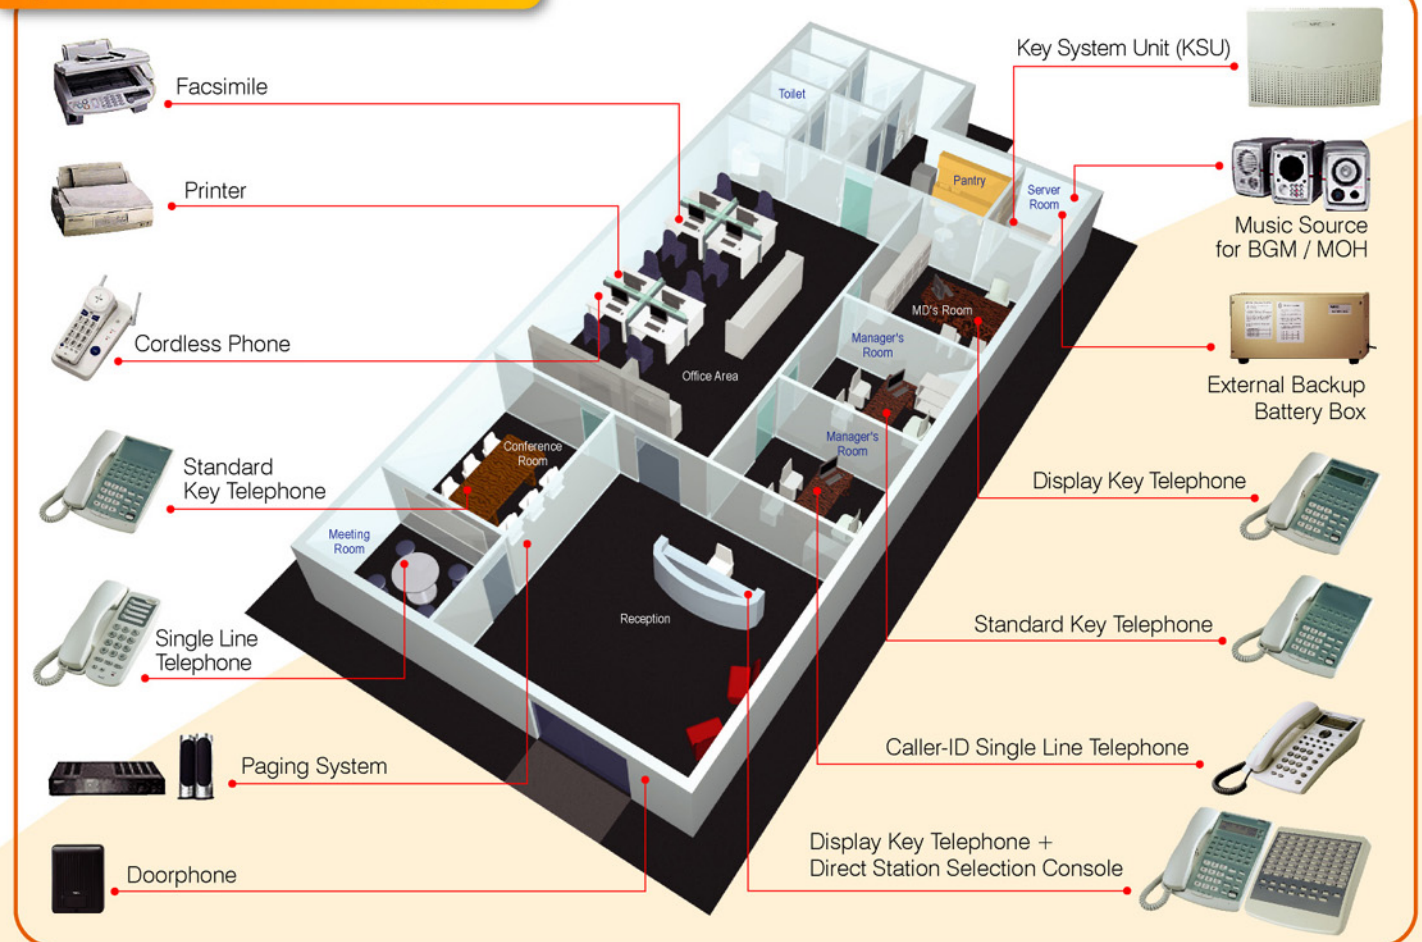 Facsimile
Printer
Cordless Phone
Standard
Key Telephone
Single Line
Telephone
Paging System
Doorphone
Toilet
Pantry
Server
Room
MD's Room
Manager's
Room
Office Area
Manager's
Room
Conference
Room
Meeting
Room
Reception
Key System Unit (KSU)
NEC
Music Source
for BGM / MOH
External Backup
Battery Box
Display Key Telephone
Standard Key Telephone
Caller-ID Single Line Telephone
Display Key Telephone +
Direct Station Selection Console